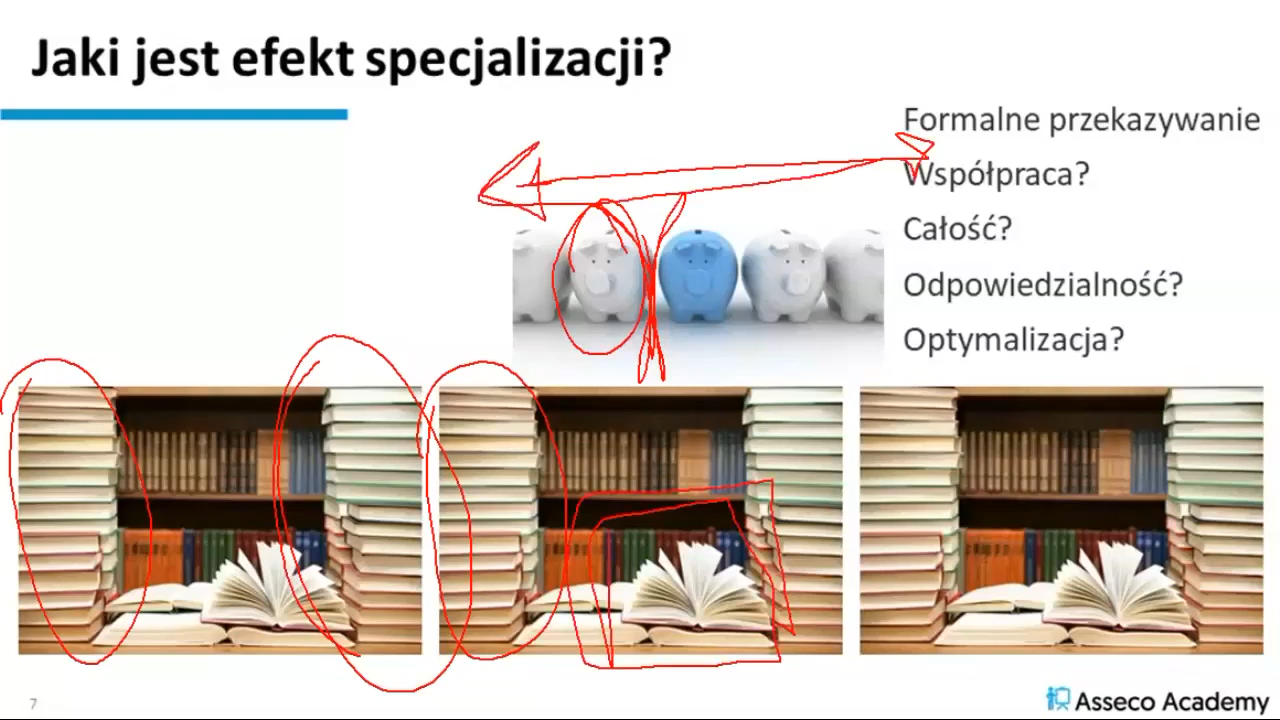 Jaki jest efekt specjalizacji?
Formalne przekazywanie
Współpraca?
Całość?
Odpowiedzialność?
Optymalizacja?
7
Asseco Academy